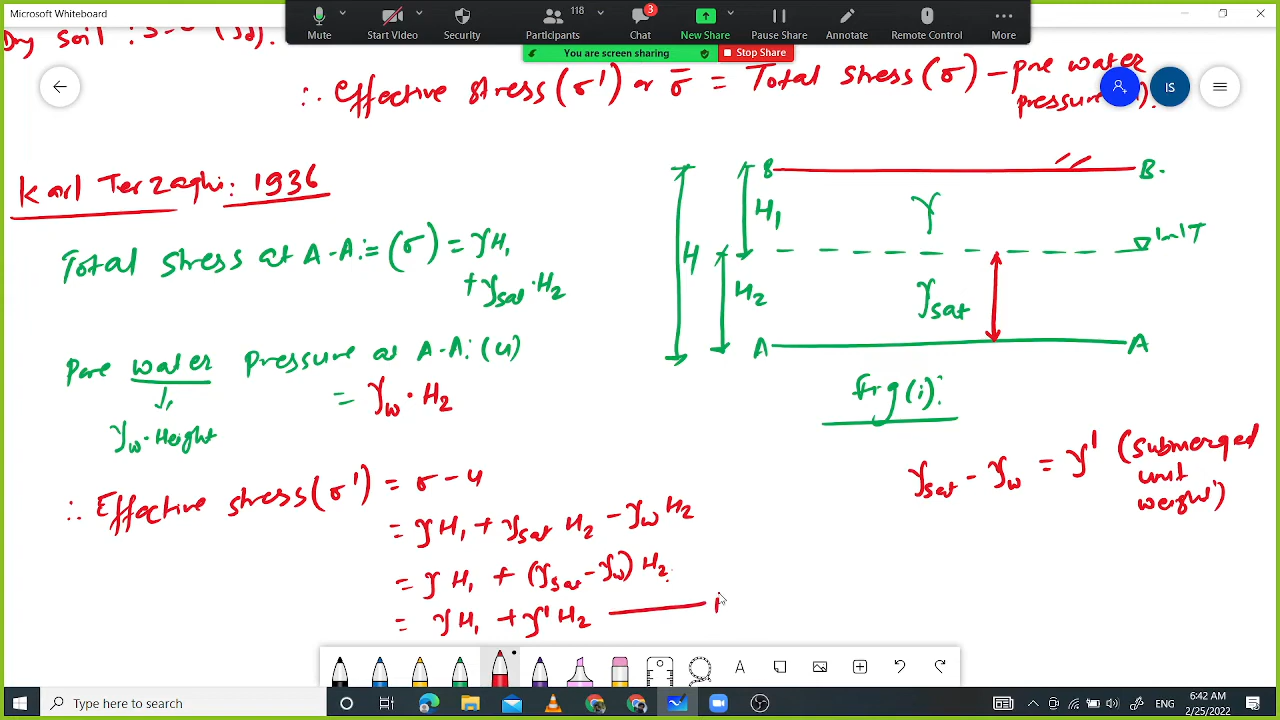 Microsoft Whiteboard
Mute
Start Video
Security
118
Participants
3
Chat
New Share
Pause Share
Annotate
Remote Control
More
You are screen sharing
Stop Share
Dry soil :
∴ Effective stress (σ') or σ̄ = Total stress (σ) - pore water
pressure
IS
Karl Terzaghi: 1936
Total stress at A-A := (σ) = γH₁
+ γsat · H₂
Pore water pressure at A-A: (u)
= γw · H₂
γw · Height
∴ Effective stress (σ') = σ - u
= γH₁ + γsat H₂ - γw H₂
= γH₁ + (γsat - γw) H₂
= γH₁ + γ' H₂
B
B
H₁
γ
H
H₂
γsat
A
A
Fig (i):
γsat - γw = γ' (submerged
unit
weight)
A
Type here to search
ENG
6:42 AM
2/25/2022